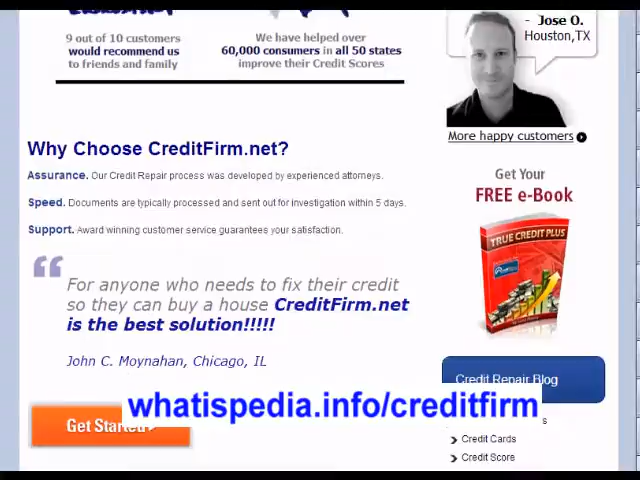 9 out of 10 customers
would recommend us
to friends and family
We have helped over
60,000 consumers in all 50 states
improve their Credit Scores
- Jose O.
Houston,TX
More happy customers
Why Choose CreditFirm.net?
Assurance. Our Credit Repair process was developed by experienced attorneys.
Speed. Documents are typically processed and sent out for investigation within 5 days.
Support. Award winning customer service guarantees your satisfaction.
For anyone who needs to fix their credit
so they can buy a house CreditFirm.net
is the best solution!!!!!
John C. Moynahan, Chicago, IL
Get Started
Get Your
FREE e-Book
TRUE CREDIT PLUS
Credit Repair Blog
whatispedia.info/creditfirm
Credit Cards
Credit Score